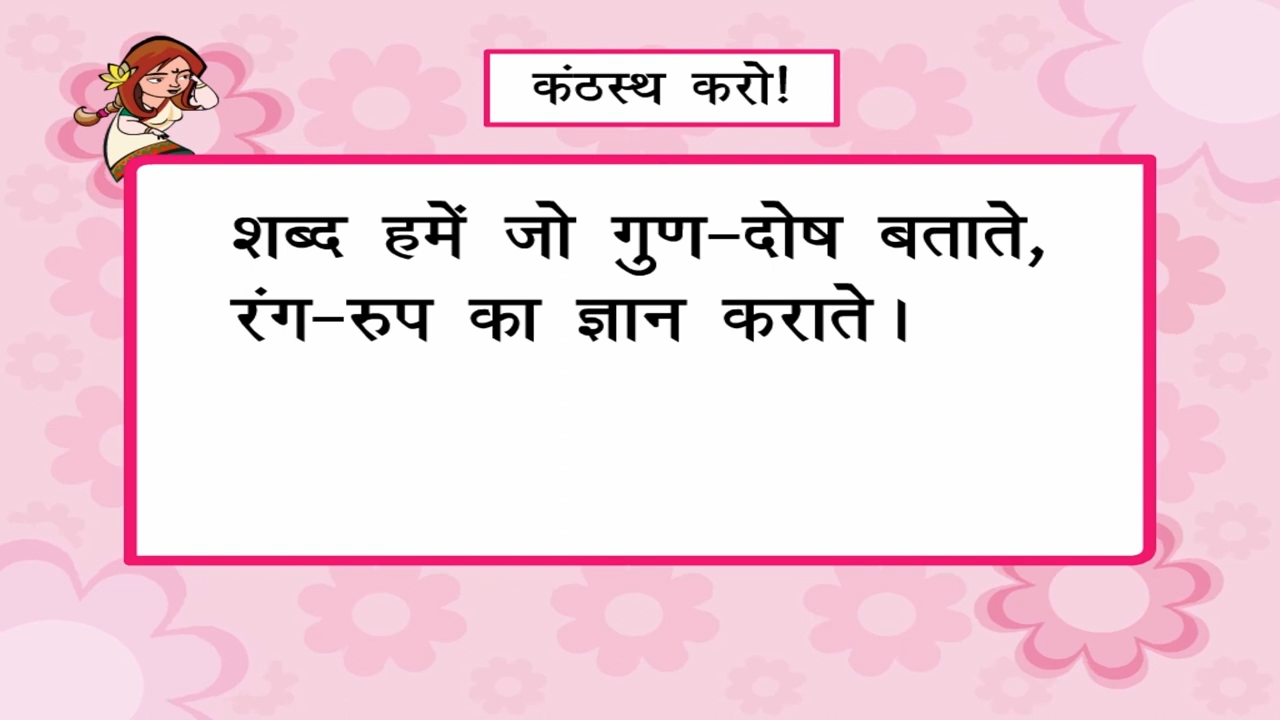 कंठस्थ करो!
शब्द हमें जो गुण-दोष बताते,
रंग-रुप का ज्ञान कराते।